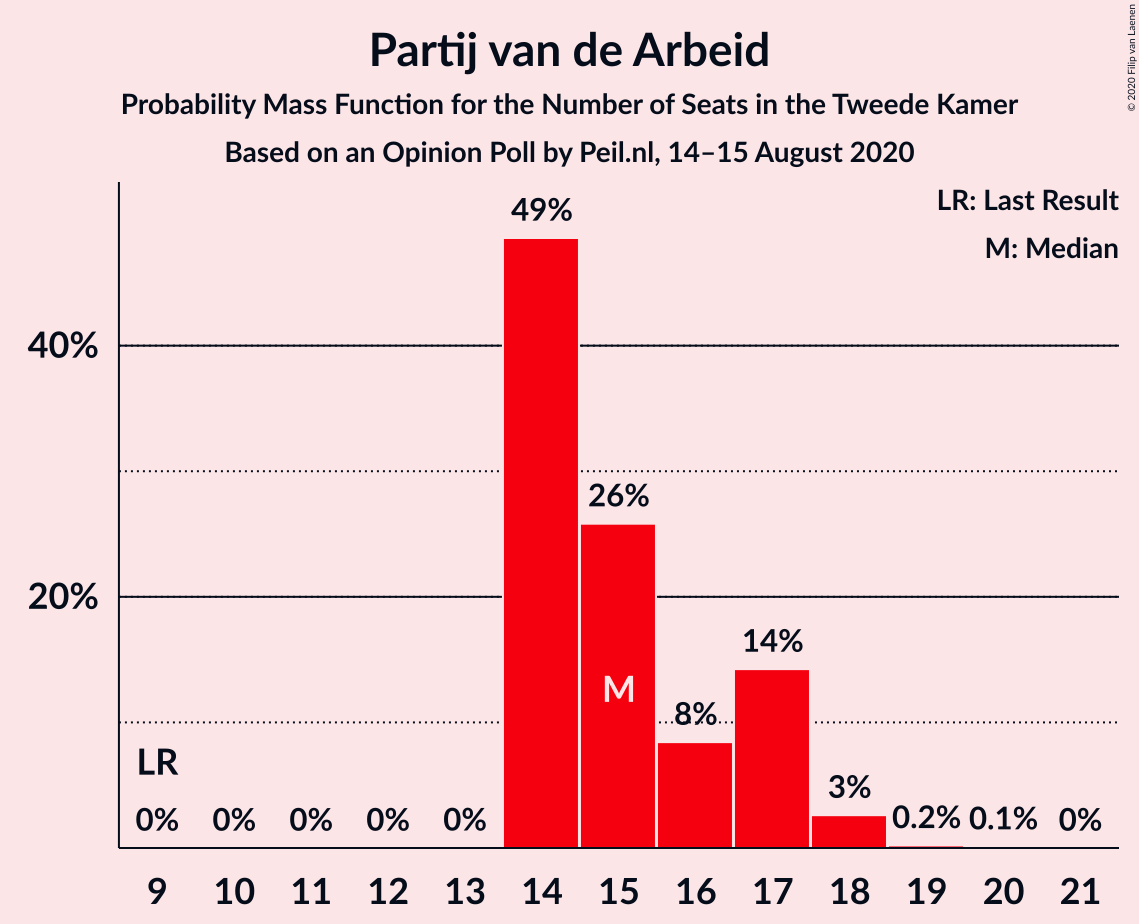 Partij van de Arbeid
Probability Mass Function for the Number of Seats in the Tweede Kamer
Based on an Opinion Poll by Peil.nl, 14–15 August 2020
© 2020 Filip van Laenen
LR: Last Result
M: Median
49%
40%
26%
20%
14%
M
8%
LR
3%
0% 0% 0% 0% 0% 0.2% 0.1% 0%
9 10 11 12 13 14 15 16 17 18 19 20 21